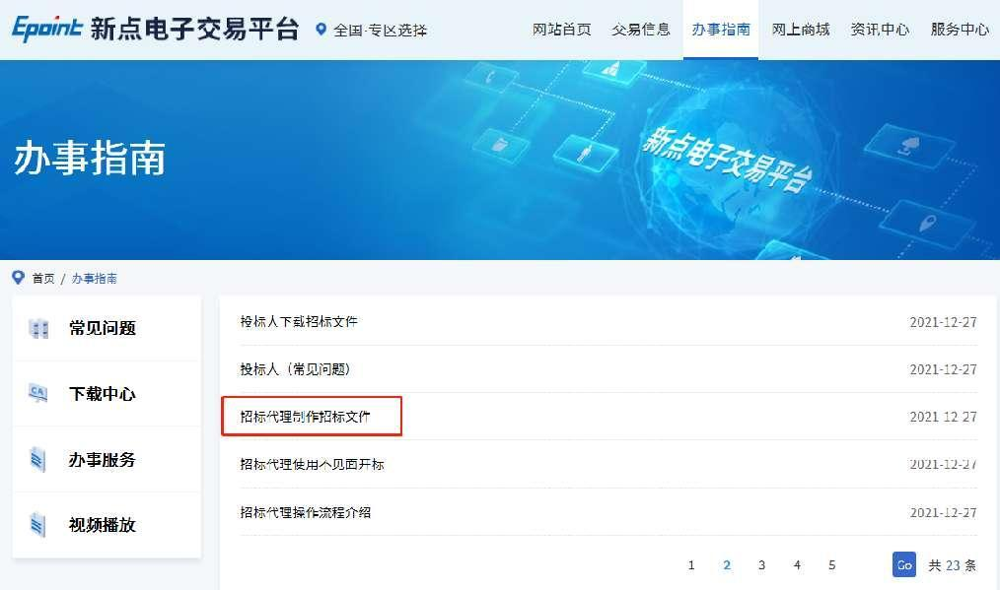 Epoint 新点电子交易平台 全国·专区选择 网站首页 交易信息 办事指南 网上商城 资讯中心 服务中心
办事指南
新点电子交易平台
首页 / 办事指南
常见问题
下载中心
办事服务
视频播放
投标人下载招标文件 2021-12-27
投标人（常见问题） 2021-12-27
招标代理制作招标文件 2021-12-27
招标代理使用不见面开标 2021-12-27
招标代理操作流程介绍 2021-12-27
1 2 3 4 5 Go 共 23 条